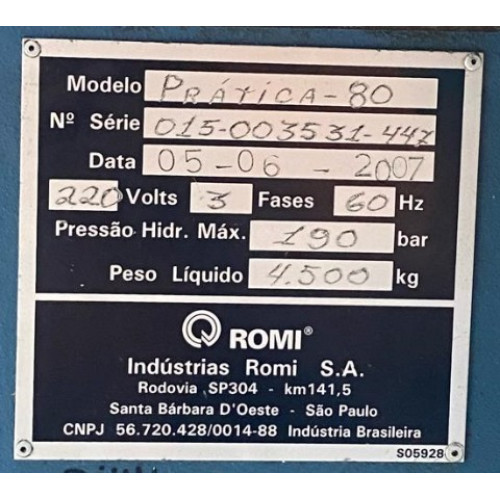 Modelo PRÁTICA-80
Nº Série 015-003531-447
Data 05-06-2007
220 Volts 3 Fases 60 Hz
Pressão Hidr. Máx. 190 bar
Peso Líquido 4.500 kg
ROMI®
Indústrias Romi S.A.
Rodovia SP304 - km141,5
Santa Bárbara D'Oeste - São Paulo
CNPJ 56.720.428/0014-88 Indústria Brasileira
S05928